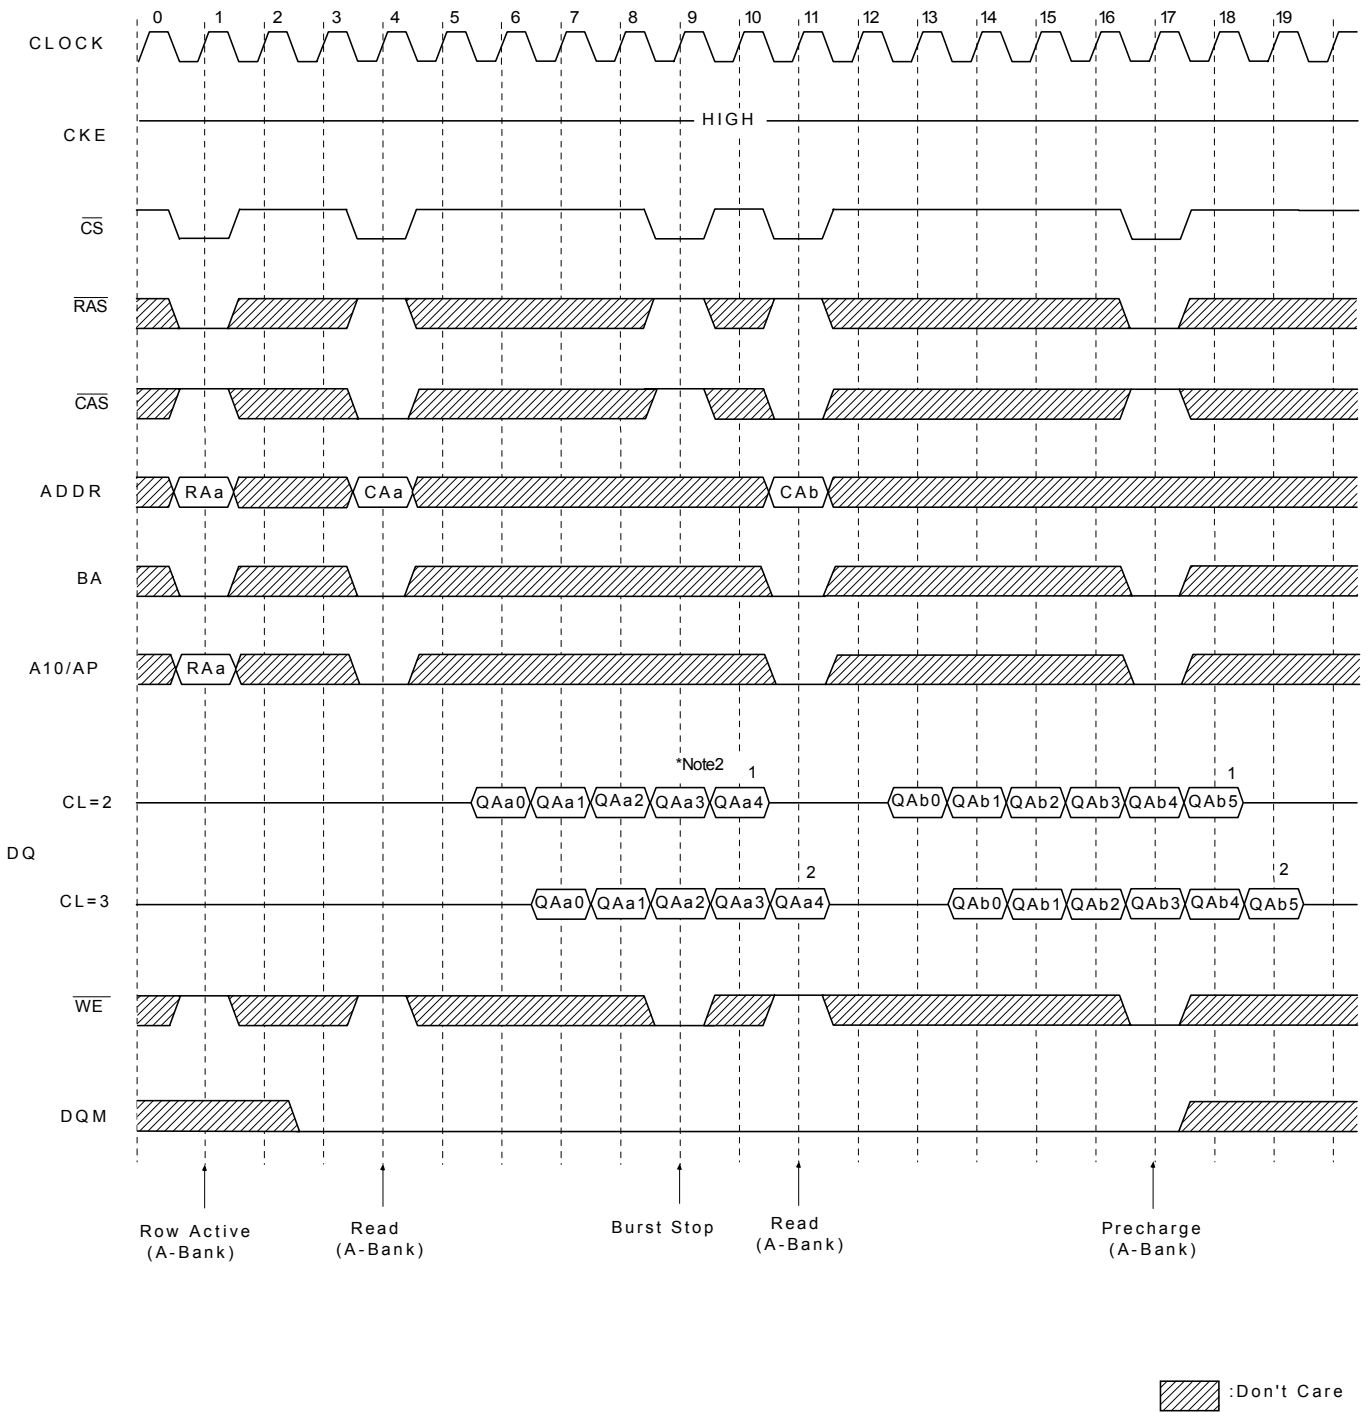 0 1 2 3 4 5 6 7 8 9 10 11 12 13 14 15 16 17 18 19
CLOCK
HIGH
CKE
CS
RAS
CAS
ADDR RAa CAa CAb
BA
A10/AP RAa
*Note2 1 1
CL=2 QAa0 QAa1 QAa2 QAa3 QAa4 QAb0 QAb1 QAb2 QAb3 QAb4 QAb5
DQ
2 2
CL=3 QAa0 QAa1 QAa2 QAa3 QAa4 QAb0 QAb1 QAb2 QAb3 QAb4 QAb5
WE
DQM
Row Active
(A-Bank)
Read
(A-Bank)
Burst Stop
Read
(A-Bank)
Precharge
(A-Bank)
:Don't Care